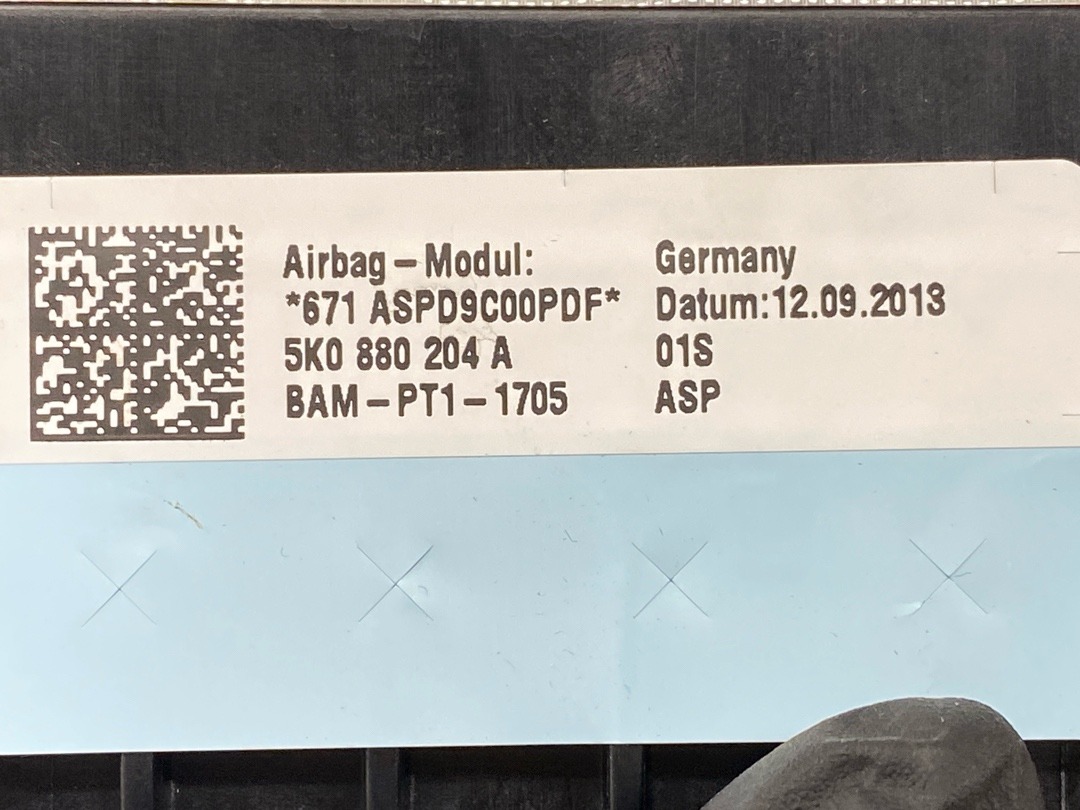 Airbag-Modul:
*671 ASPD9C00PDF*
5K0 880 204 A
BAM-PT1-1705
Germany
Datum:12.09.2013
01S
ASP